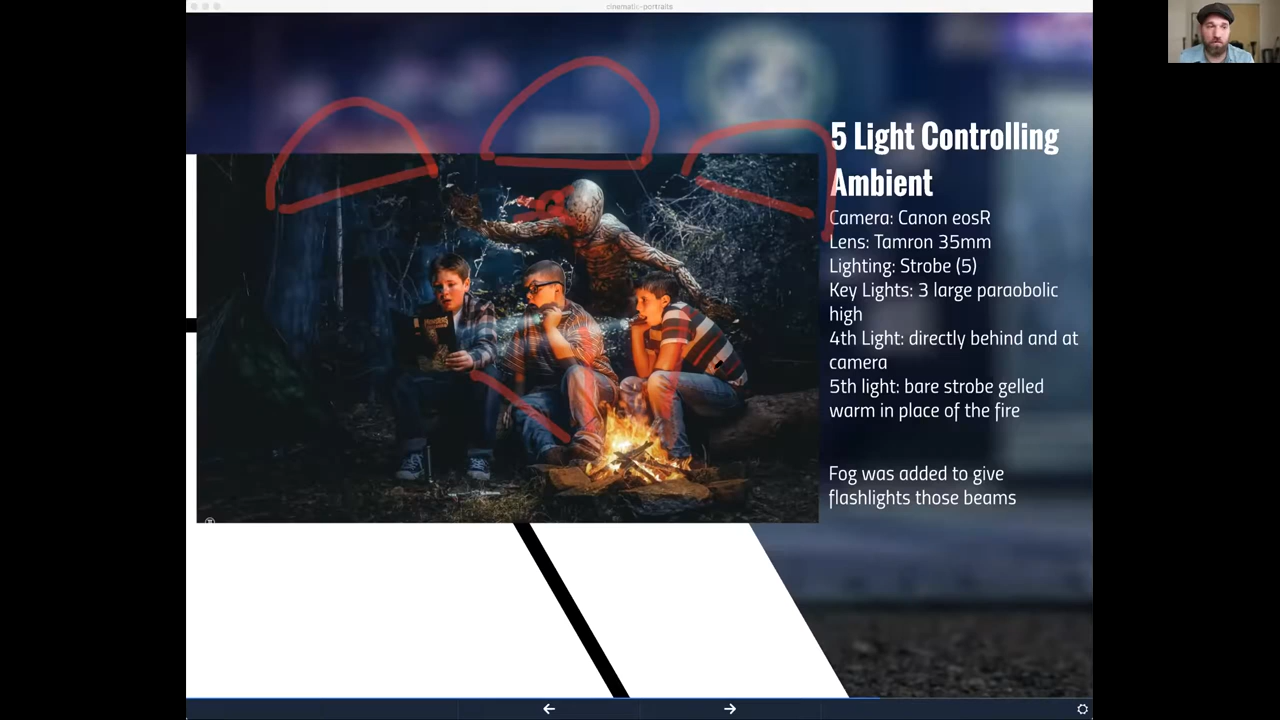 cinematic-portraits
5 Light Controlling
Ambient
Camera: Canon eosR
Lens: Tamron 35mm
Lighting: Strobe (5)
Key Lights: 3 large paraobolic
high
4th Light: directly behind and at
camera
5th light: bare strobe gelled
warm in place of the fire
Fog was added to give
flashlights those beams